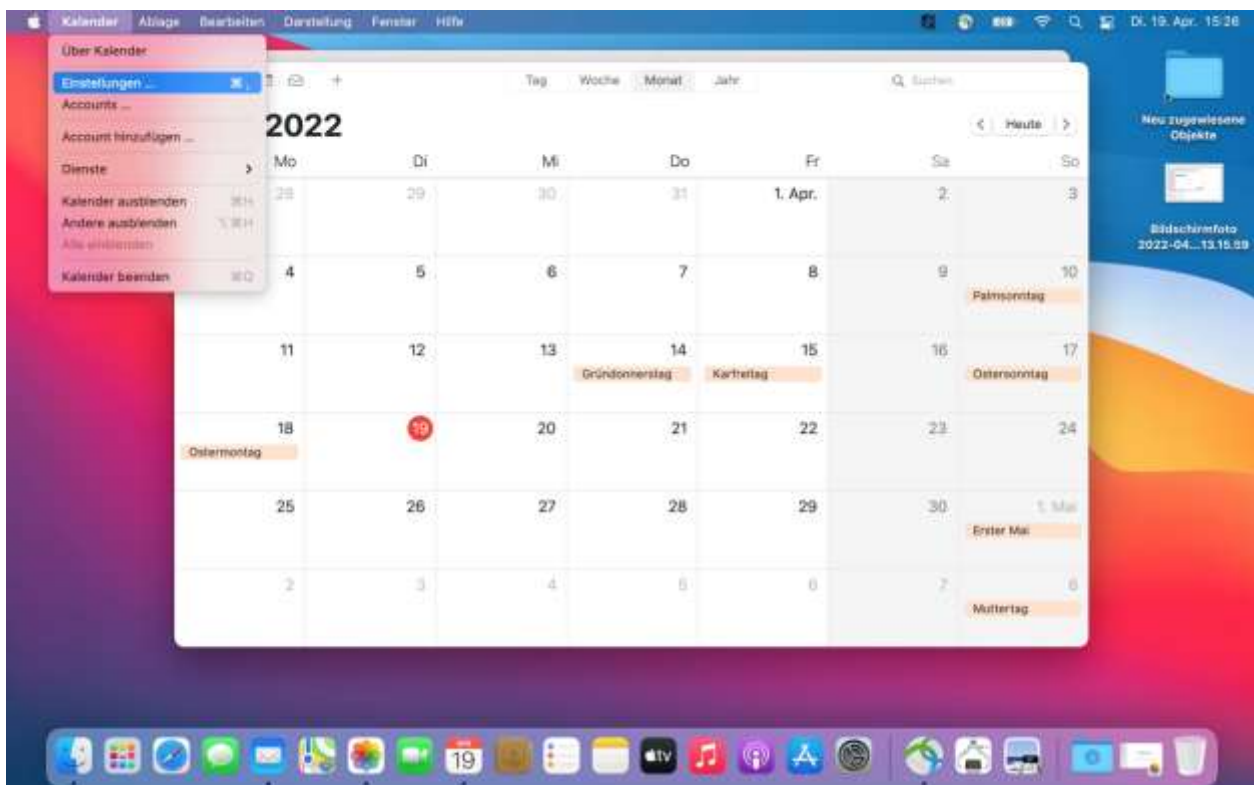 Kalender Ablage Bearbeiten Darstellung Fenster Hilfe Di. 19. Apr. 15:26
Über Kalender
Einstellungen ... ⌘ ,
Accounts ...
Account hinzufügen ...
Dienste >
Kalender ausblenden ⌘H
Andere ausblenden ⌥⌘H
Alle einblenden
Kalender beenden ⌘Q
+ Tag Woche Monat Jahr Suchen
2022 < Heute >
Mo Di Mi Do Fr Sa So
28 29 30 31 1. Apr. 2 3
4 5 6 7 8 9 10
Palmsonntag
11 12 13 14 15 16 17
Gründonnerstag Karfreitag Ostersonntag
18 19 20 21 22 23 24
Ostermontag
25 26 27 28 29 30 1. Mai
Erster Mai
2 3 4 5 6 7 8
Muttertag
Neu zugewiesene
Objekte
Bildschirmfoto
2022-04...13.15.59
19
tv